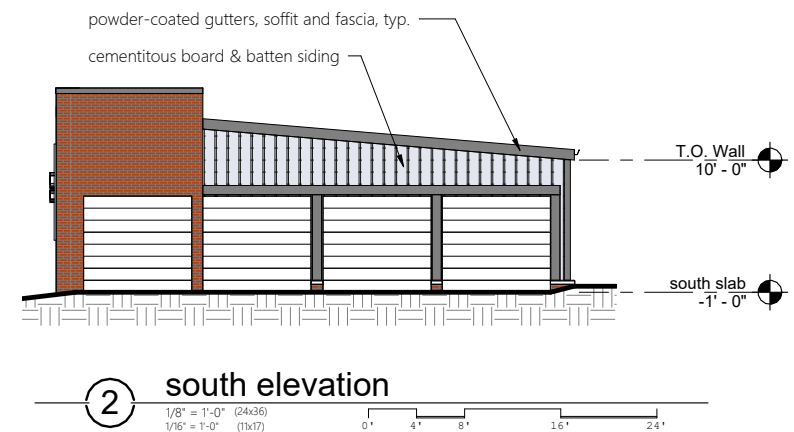 powder-coated gutters, soffit and fascia, typ.
cementitous board & batten siding
T.O. Wall
10' - 0"
south slab
-1' - 0"
2
south elevation
1/8" = 1'-0" (24x36)
1/16" = 1'-0" (11x17)
0' 4' 8' 16' 24'